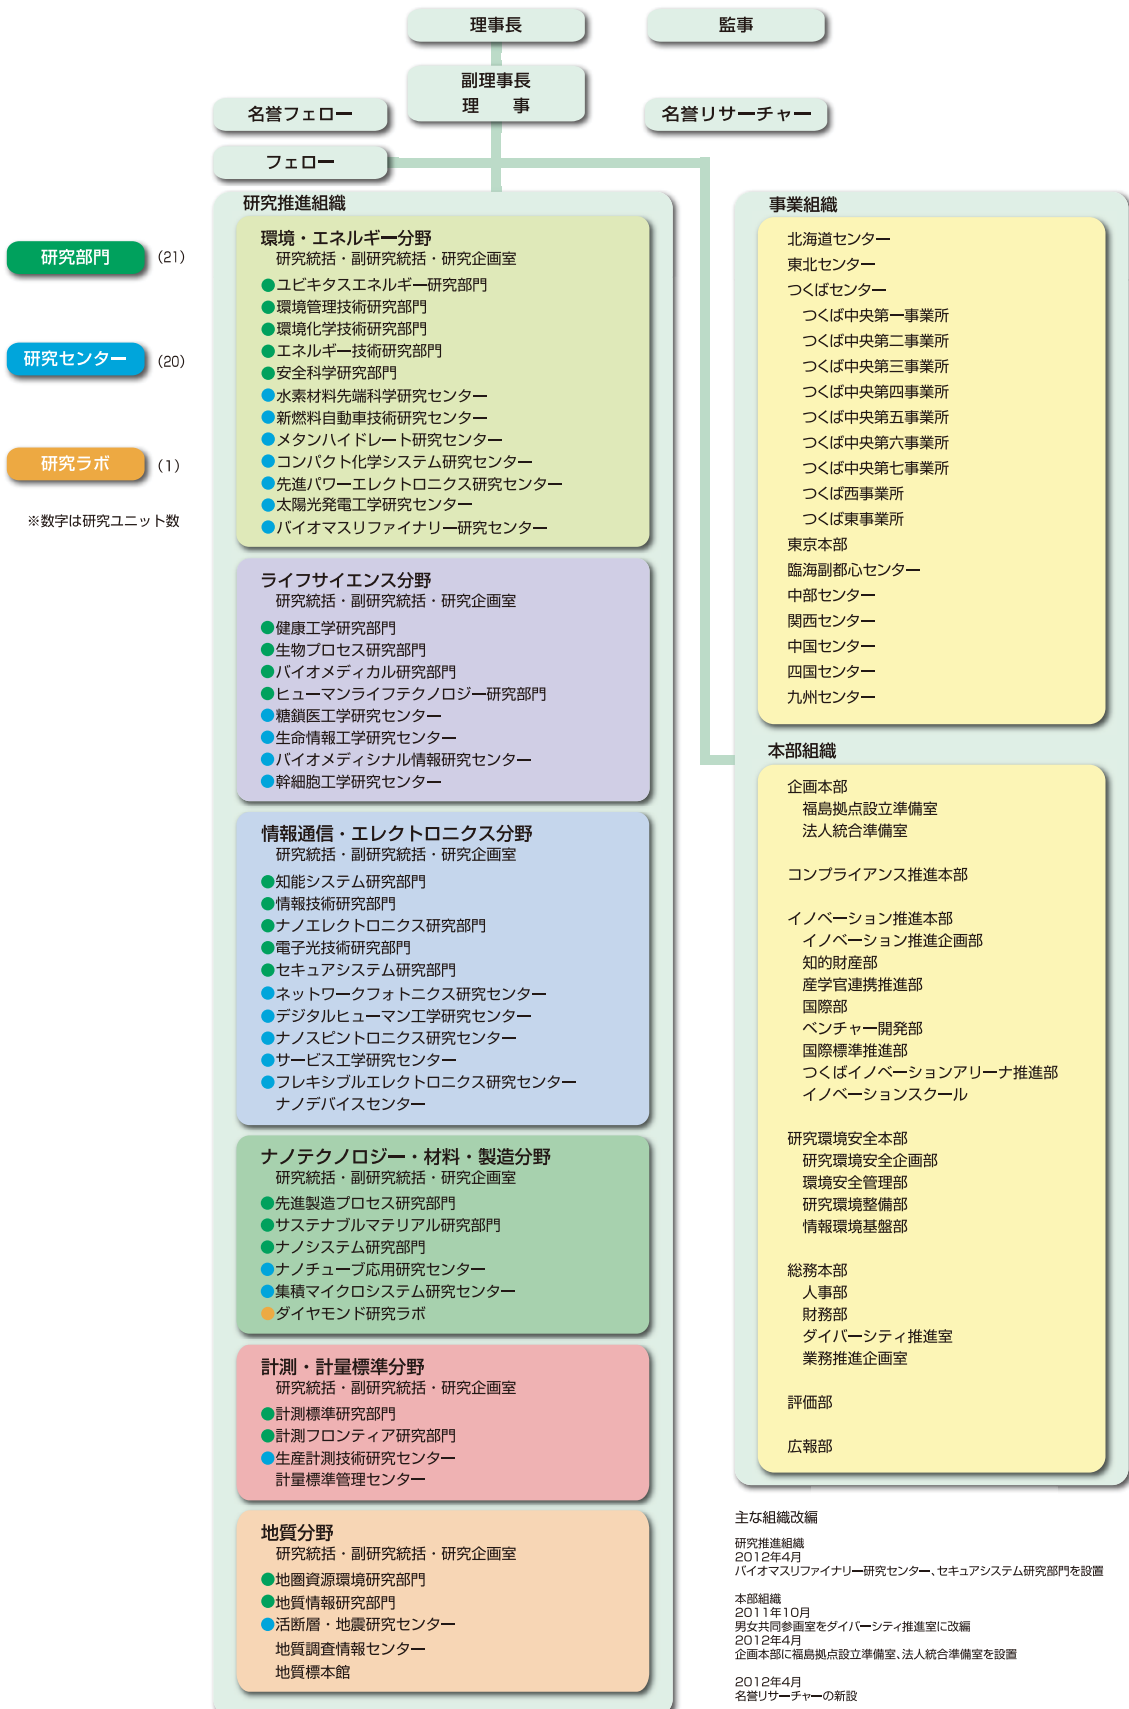 理事長
監事
副理事長
理　事
名誉フェロー
名誉リサーチャー
フェロー
研究部門 (21)
研究センター (20)
研究ラボ (1)
※数字は研究ユニット数
研究推進組織
環境・エネルギー分野
研究統括・副研究統括・研究企画室
●ユビキタスエネルギー研究部門
●環境管理技術研究部門
●環境化学技術研究部門
●エネルギー技術研究部門
●安全科学研究部門
●水素材料先端科学研究センター
●新燃料自動車技術研究センター
●メタンハイドレート研究センター
●コンパクト化学システム研究センター
●先進パワーエレクトロニクス研究センター
●太陽光発電工学研究センター
●バイオマスリファイナリー研究センター
ライフサイエンス分野
研究統括・副研究統括・研究企画室
●健康工学研究部門
●生物プロセス研究部門
●バイオメディカル研究部門
●ヒューマンライフテクノロジー研究部門
●糖鎖医工学研究センター
●生命情報工学研究センター
●バイオメディシナル情報研究センター
●幹細胞工学研究センター
情報通信・エレクトロニクス分野
研究統括・副研究統括・研究企画室
●知能システム研究部門
●情報技術研究部門
●ナノエレクトロニクス研究部門
●電子光技術研究部門
●セキュアシステム研究部門
●ネットワークフォトニクス研究センター
●デジタルヒューマン工学研究センター
●ナノスピントロニクス研究センター
●サービス工学研究センター
●フレキシブルエレクトロニクス研究センター
ナノデバイスセンター
ナノテクノロジー・材料・製造分野
研究統括・副研究統括・研究企画室
●先進製造プロセス研究部門
●サステナブルマテリアル研究部門
●ナノシステム研究部門
●ナノチューブ応用研究センター
●集積マイクロシステム研究センター
●ダイヤモンド研究ラボ
計測・計量標準分野
研究統括・副研究統括・研究企画室
●計測標準研究部門
●計測フロンティア研究部門
●生産計測技術研究センター
計量標準管理センター
地質分野
研究統括・副研究統括・研究企画室
●地圏資源環境研究部門
●地質情報研究部門
●活断層・地震研究センター
地質調査情報センター
地質標本館
事業組織
北海道センター
東北センター
つくばセンター
つくば中央第一事業所
つくば中央第二事業所
つくば中央第三事業所
つくば中央第四事業所
つくば中央第五事業所
つくば中央第六事業所
つくば中央第七事業所
つくば西事業所
つくば東事業所
東京本部
臨海副都心センター
中部センター
関西センター
中国センター
四国センター
九州センター
本部組織
企画本部
福島拠点設立準備室
法人統合準備室
コンプライアンス推進本部
イノベーション推進本部
イノベーション推進企画部
知的財産部
産学官連携推進部
国際部
ベンチャー開発部
国際標準推進部
つくばイノベーションアリーナ推進部
イノベーションスクール
研究環境安全本部
研究環境安全企画部
環境安全管理部
研究環境整備部
情報環境基盤部
総務本部
人事部
財務部
ダイバーシティ推進室
業務推進企画室
評価部
広報部
主な組織改編
研究推進組織
2012年4月
バイオマスリファイナリー研究センター、セキュアシステム研究部門を設置
本部組織
2011年10月
男女共同参画室をダイバーシティ推進室に改編
2012年4月
企画本部に福島拠点設立準備室、法人統合準備室を設置
2012年4月
名誉リサーチャーの新設